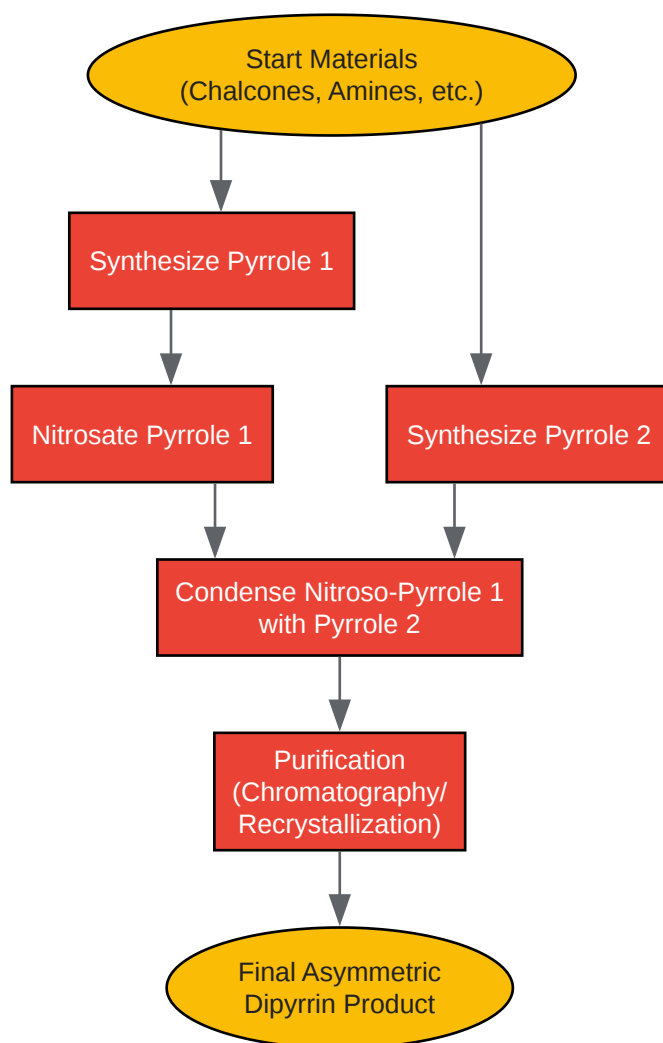 Start Materials
(Chalcones, Amines, etc.)
Synthesize Pyrrole 1
Nitrosate Pyrrole 1
Synthesize Pyrrole 2
Condense Nitroso-Pyrrole 1
with Pyrrole 2
Purification
(Chromatography/
Recrystallization)
Final Asymmetric
Dipyrrin Product